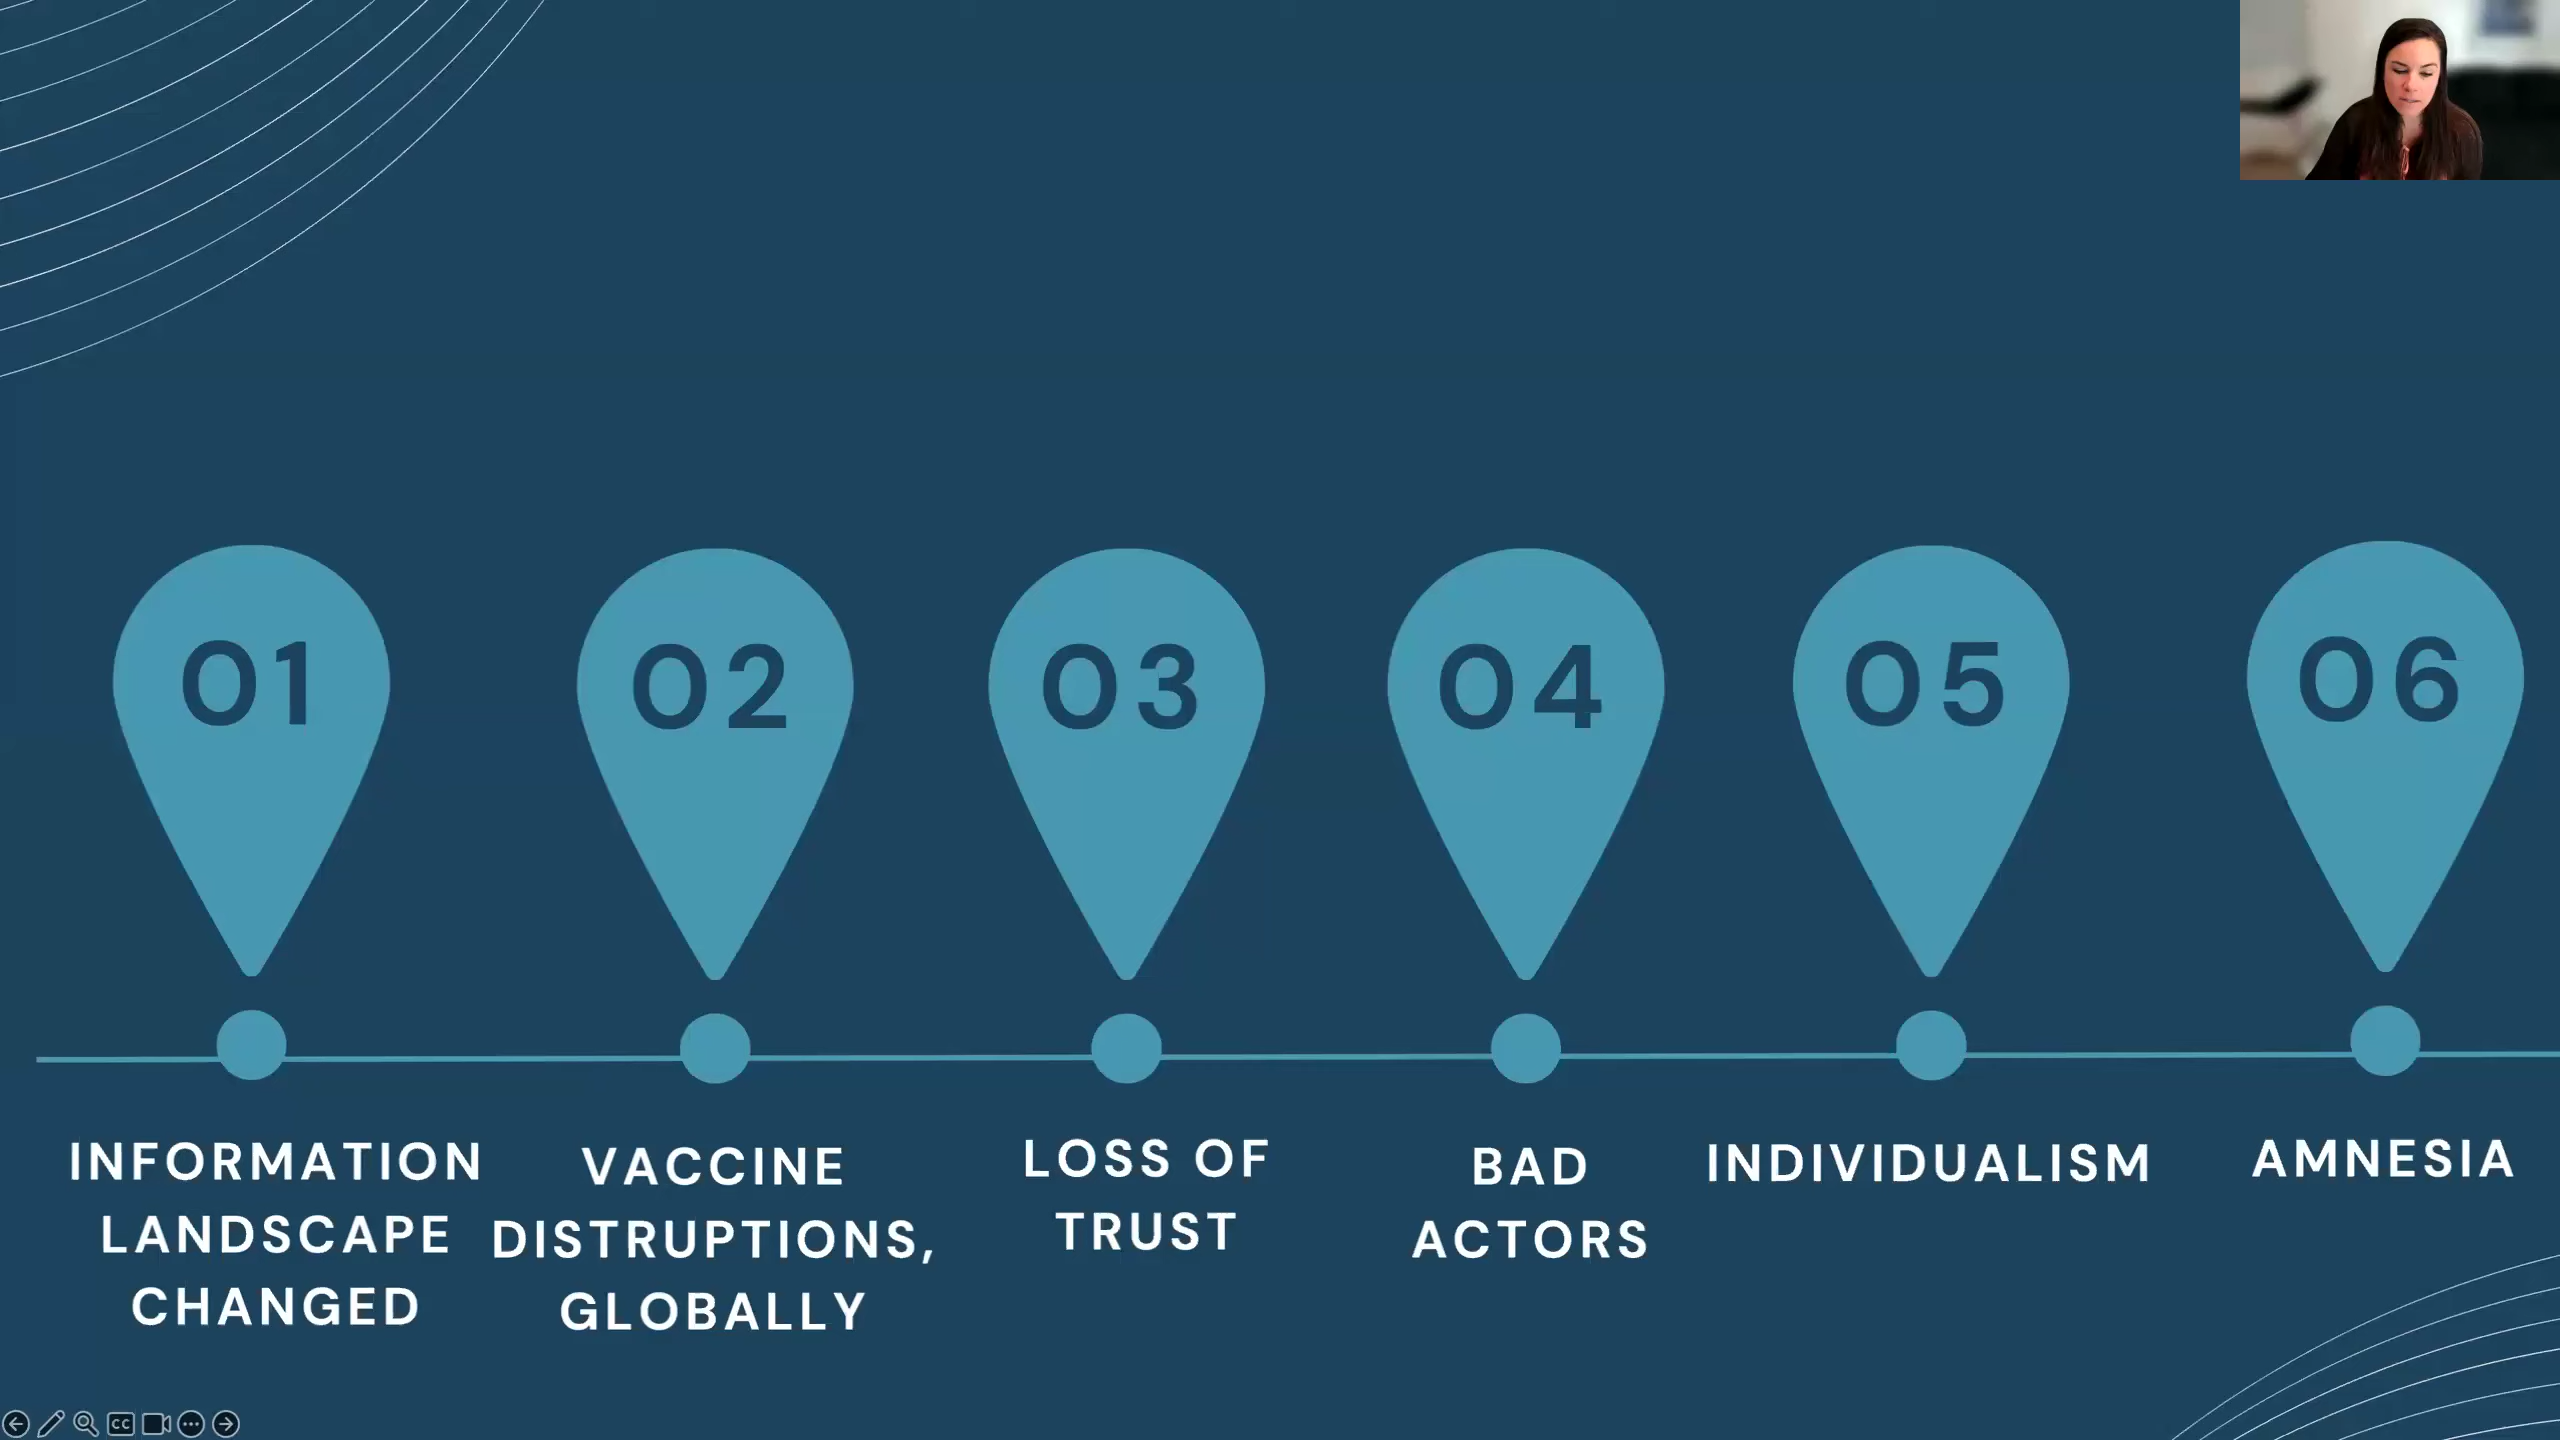 01
02
03
04
05
06
INFORMATION
LANDSCAPE
CHANGED
VACCINE
DISTRUPTIONS,
GLOBALLY
LOSS OF
TRUST
BAD
ACTORS
INDIVIDUALISM
AMNESIA
CC